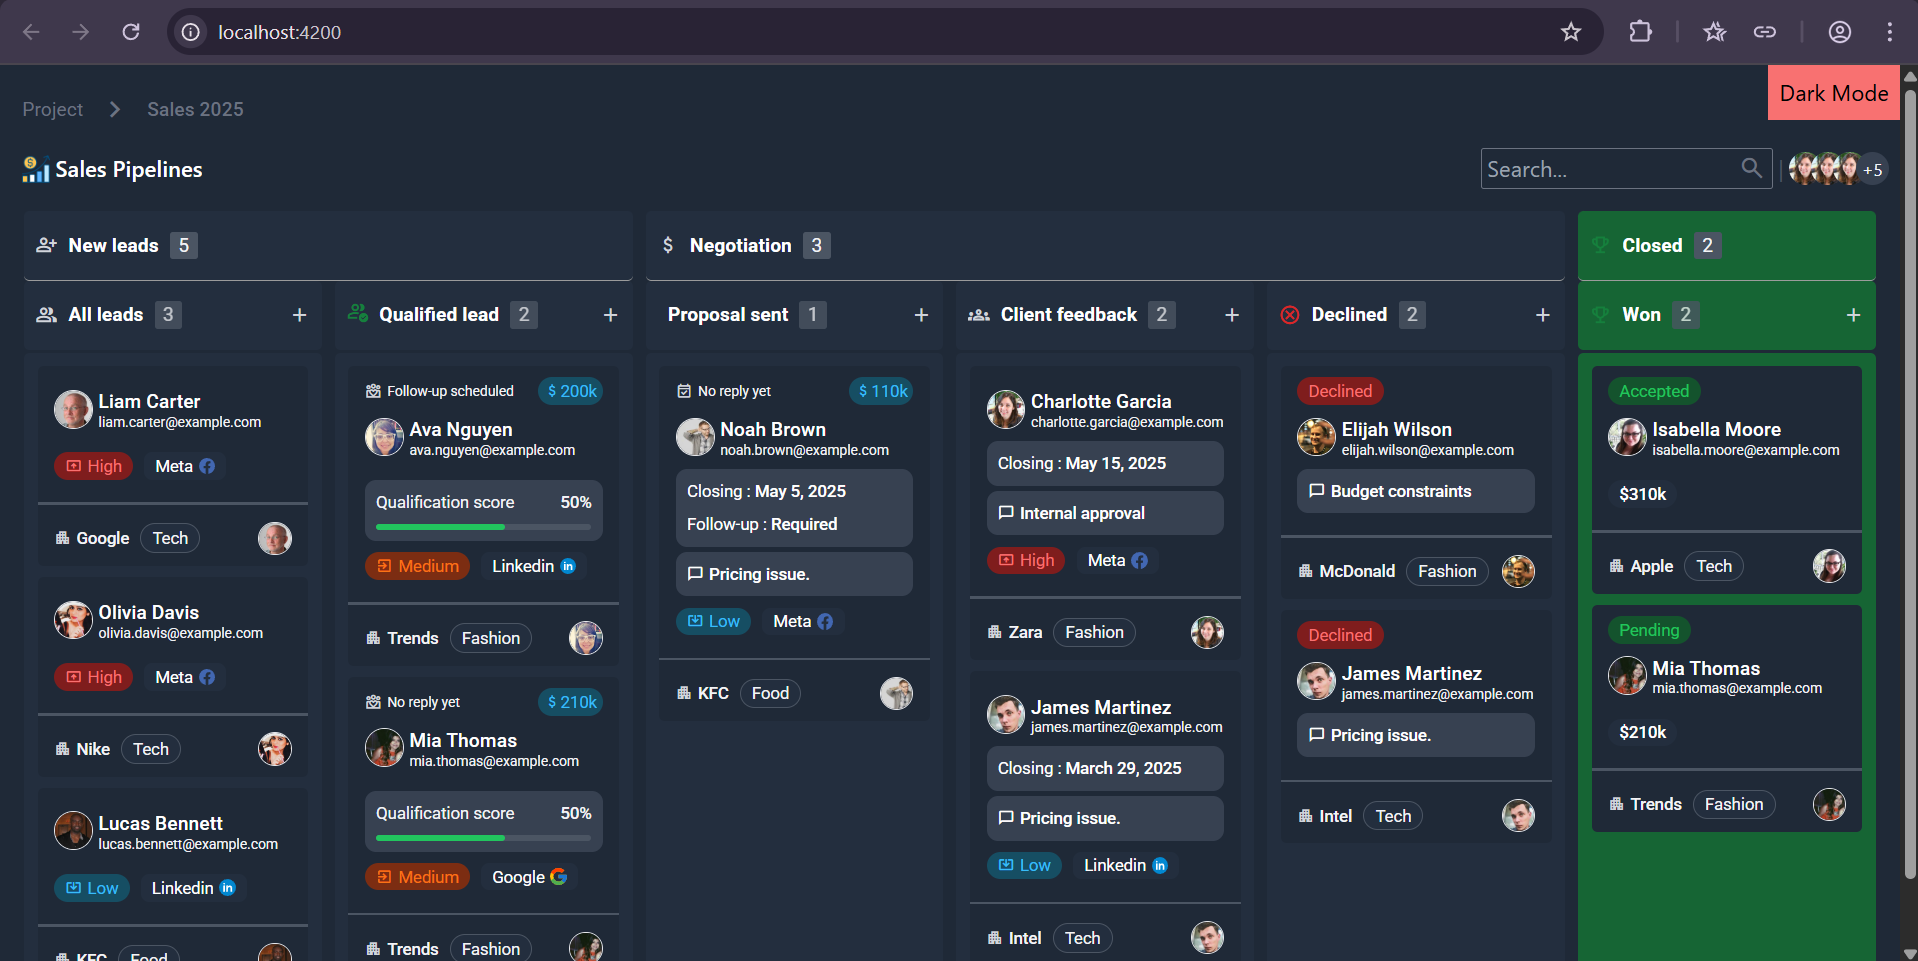 localhost:4200
Dark Mode
Project
Sales 2025
Sales Pipelines
Search...
+5
New leads 5
Negotiation 3
Closed 2
All leads 3 +
Qualified lead 2 +
Proposal sent 1 +
Client feedback 2 +
Declined 2 +
Won 2 +
Liam Carter
liam.carter@example.com
High
Meta
Google
Tech
Olivia Davis
olivia.davis@example.com
High
Meta
Nike
Tech
Lucas Bennett
lucas.bennett@example.com
Low
Linkedin
KFC
Food
Follow-up scheduled
$ 200k
Ava Nguyen
ava.nguyen@example.com
Qualification score 50%
Medium
Linkedin
Trends
Fashion
No reply yet
$ 210k
Mia Thomas
mia.thomas@example.com
Qualification score 50%
Medium
Google
Trends
Fashion
No reply yet
$ 110k
Noah Brown
noah.brown@example.com
Closing : May 5, 2025
Follow-up : Required
Pricing issue.
Low
Meta
KFC
Food
Charlotte Garcia
charlotte.garcia@example.com
Closing : May 15, 2025
Internal approval
High
Meta
Zara
Fashion
James Martinez
james.martinez@example.com
Closing : March 29, 2025
Pricing issue.
Low
Linkedin
Intel
Tech
Declined
Elijah Wilson
elijah.wilson@example.com
Budget constraints
McDonald
Fashion
Declined
James Martinez
james.martinez@example.com
Pricing issue.
Intel
Tech
Accepted
Isabella Moore
isabella.moore@example.com
$310k
Apple
Tech
Pending
Mia Thomas
mia.thomas@example.com
$210k
Trends
Fashion